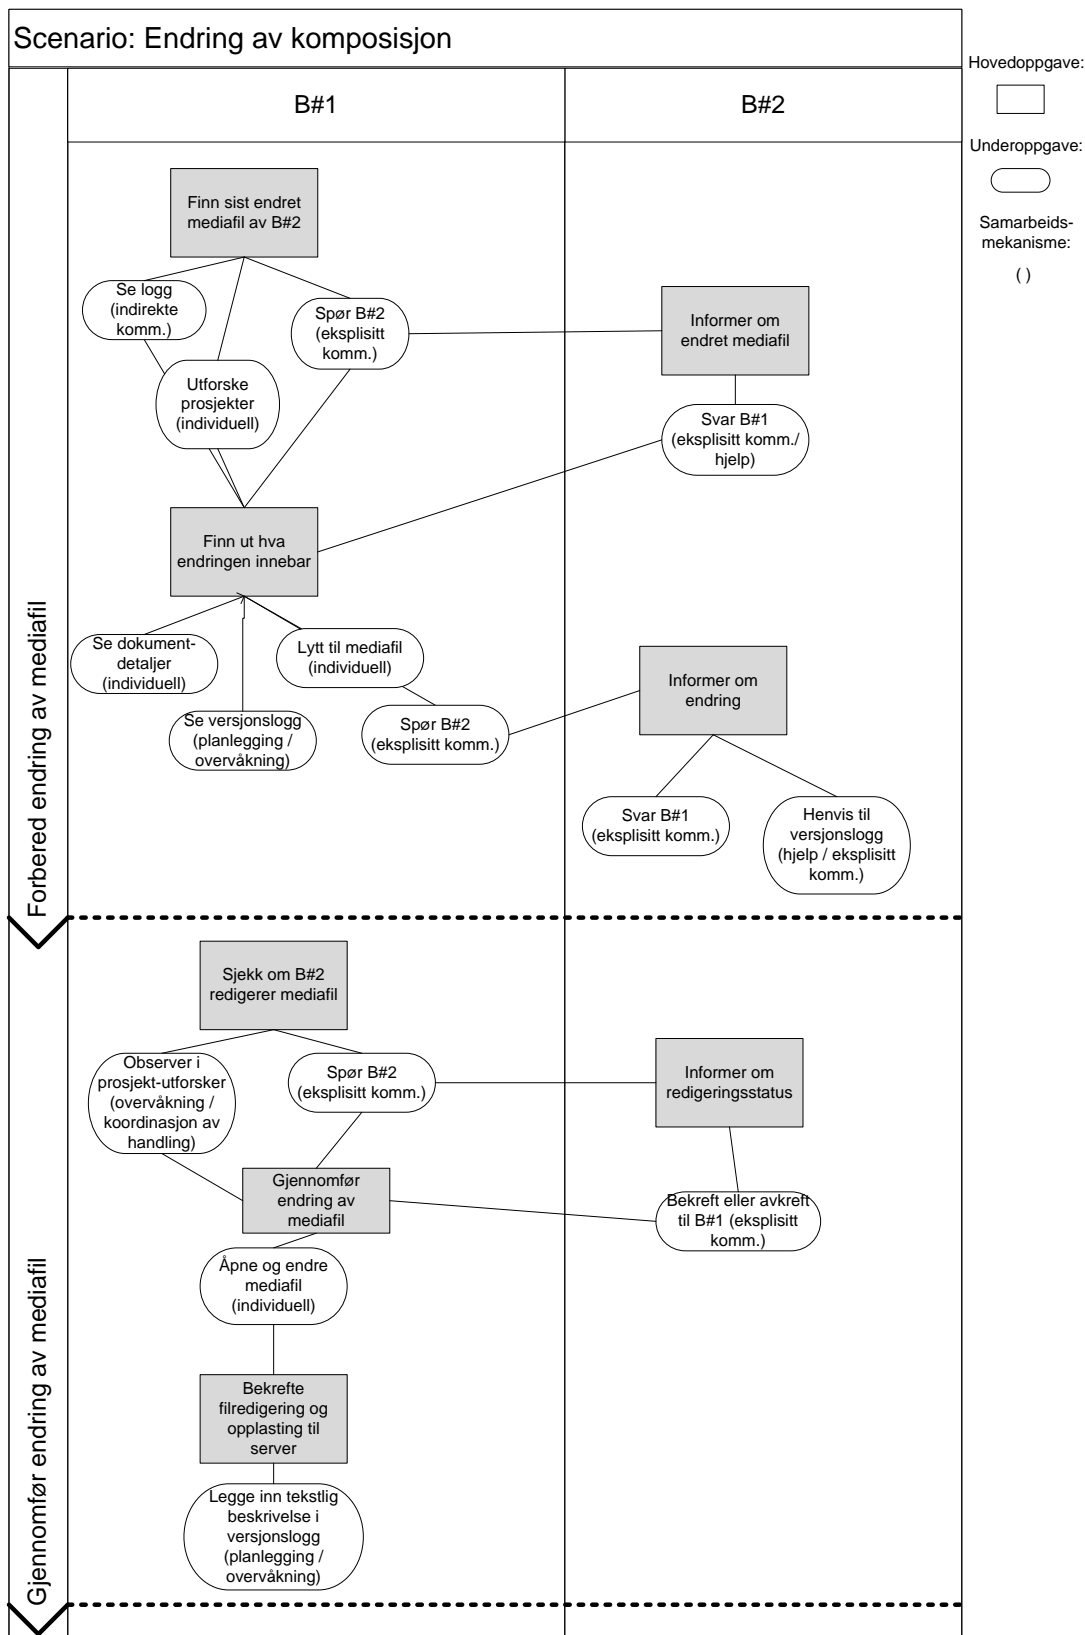 Scenario: Endring av komposisjon
Hovedoppgave:
Underoppgave:
Samarbeids-
mekanisme:
( )
B#1
B#2
Forbered endring av mediafil
Finn sist endret
mediafil av B#2
Se logg
(indirekte
komm.)
Utforske
prosjekter
(individuell)
Spør B#2
(eksplisitt
komm.)
Informer om
endret mediafil
Svar B#1
(eksplisitt komm./
hjelp)
Finn ut hva
endringen innebar
Se dokument-
detaljer
(individuell)
Se versjonslogg
(planlegging /
overvåkning)
Lytt til mediafil
(individuell)
Spør B#2
(eksplisitt komm.)
Informer om
endring
Svar B#1
(eksplisitt komm.)
Henvis til
versjonslogg
(hjelp / eksplisitt
komm.)
Gjennomfør endring av mediafil
Sjekk om B#2
redigerer mediafil
Observer i
prosjekt-utforsker
(overvåkning /
koordinasjon av
handling)
Spør B#2
(eksplisitt komm.)
Informer om
redigeringsstatus
Bekreft eller avkreft
til B#1 (eksplisitt
komm.)
Gjennomfør
endring av
mediafil
Åpne og endre
mediafil
(individuell)
Bekrefte
filredigering og
opplasting til
server
Legge inn tekstlig
beskrivelse i
versjonslogg
(planlegging /
overvåkning)